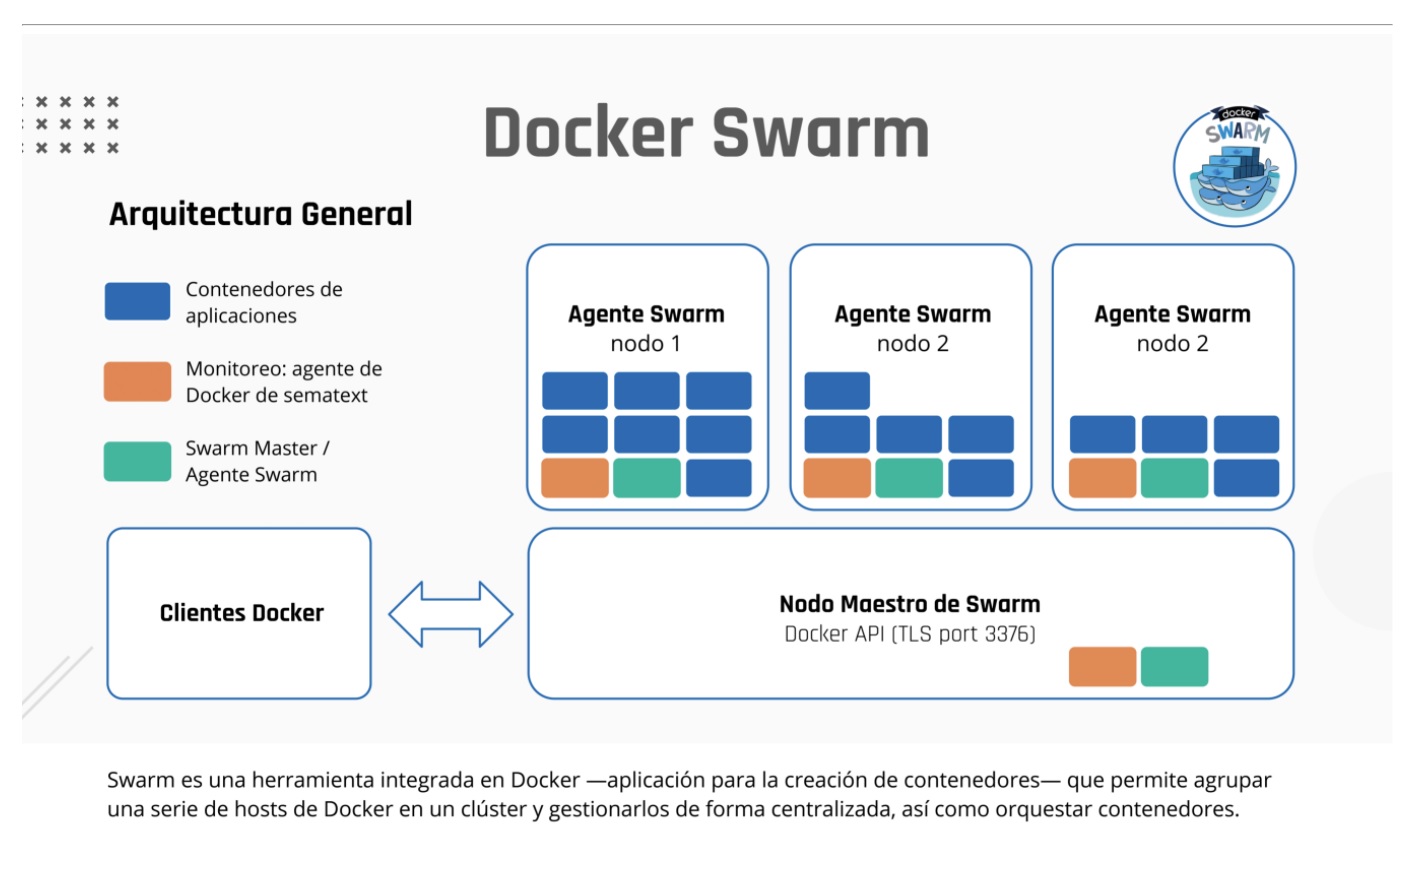 Docker Swarm
docker
SWARM
Arquitectura General
Contenedores de
aplicaciones
Monitoreo: agente de
Docker de sematext
Swarm Master /
Agente Swarm
Agente Swarm
nodo 1
Agente Swarm
nodo 2
Agente Swarm
nodo 2
Clientes Docker
Nodo Maestro de Swarm
Docker API (TLS port 3376)
Swarm es una herramienta integrada en Docker —aplicación para la creación de contenedores— que permite agrupar
una serie de hosts de Docker en un clúster y gestionarlos de forma centralizada, así como orquestar contenedores.